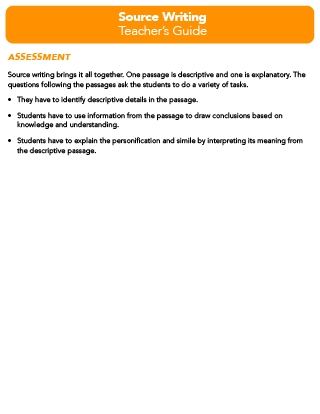 Source Writing
Teacher's Guide
ASSESSMENT
Source writing brings it all together. One passage is descriptive and one is explanatory. The
questions following the passages ask the students to do a variety of tasks.
• They have to identify descriptive details in the passage.
• Students have to use information from the passage to draw conclusions based on
knowledge and understanding.
• Students have to explain the personification and simile by interpreting its meaning from
the descriptive passage.